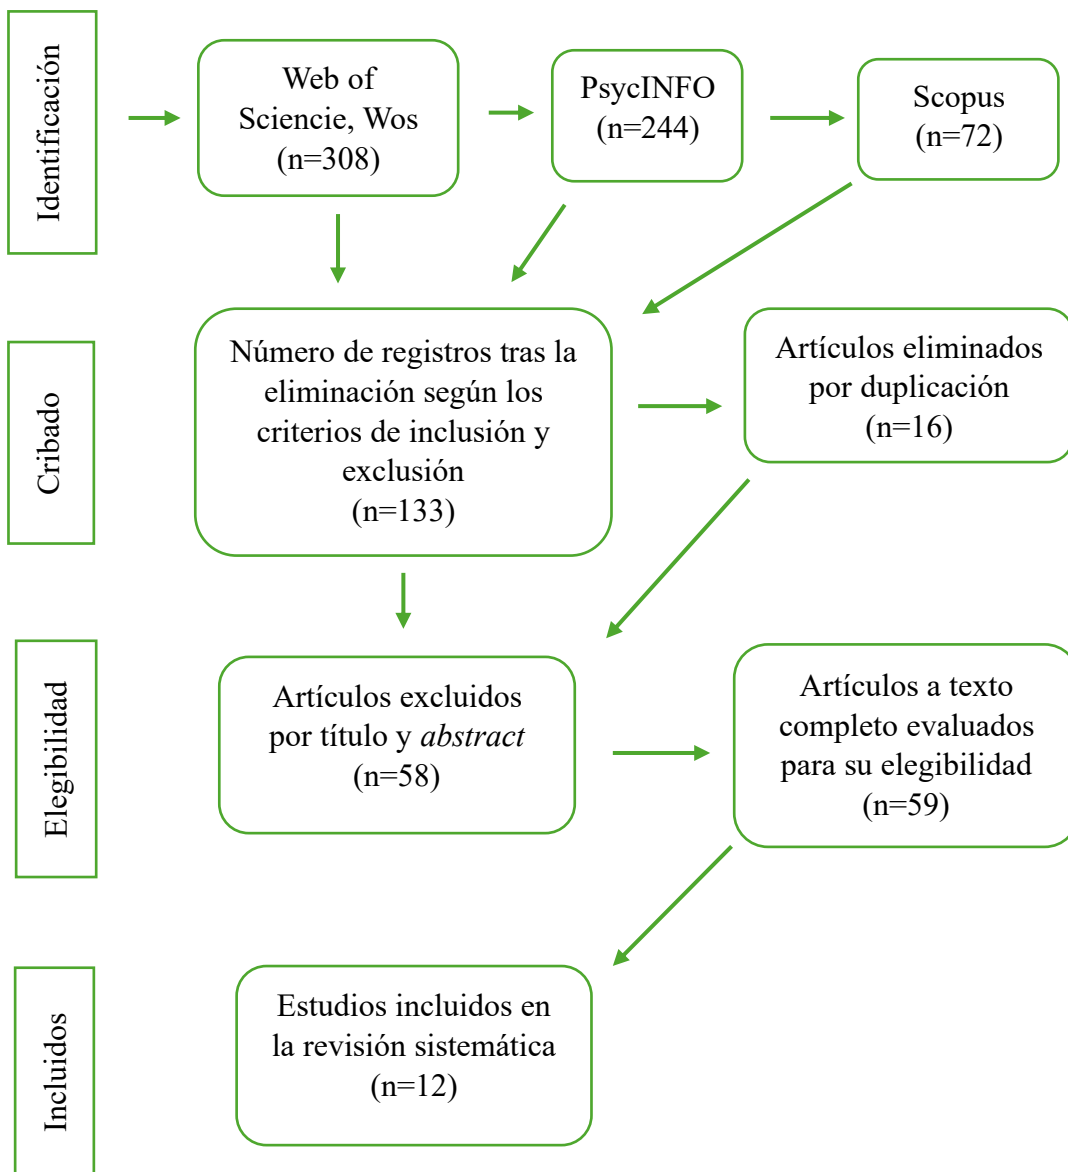 Identificación
Web of
Sciencie, Wos
(n=308)
PsycINFO
(n=244)
Scopus
(n=72)
Cribado
Número de registros tras la
eliminación según los
criterios de inclusión y
exclusión
(n=133)
Artículos eliminados
por duplicación
(n=16)
Elegibilidad
Artículos excluidos
por título y abstract
(n=58)
Artículos a texto
completo evaluados
para su elegibilidad
(n=59)
Incluidos
Estudios incluidos en
la revisión sistemática
(n=12)